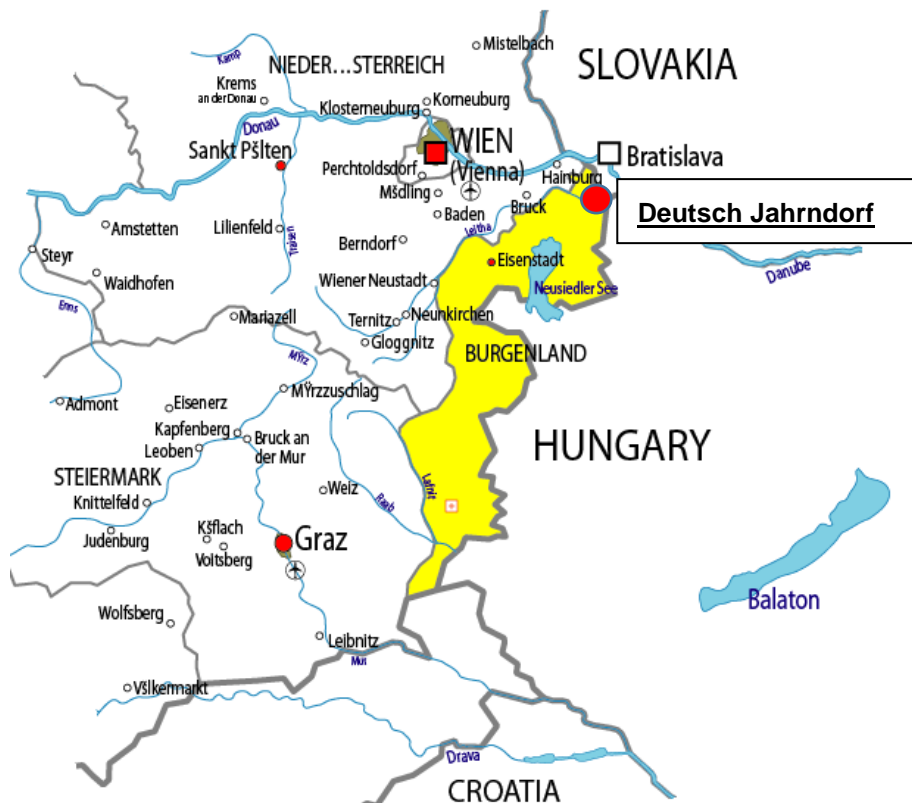 Mistelbach
SLOVAKIA
Kamp
NIEDER...STERREICH
Krems
an der Donau
Korneuburg
Klosterneuburg
Donau
WIEN
(Vienna)
Sankt Pšlten
Bratislava
Perchtoldsdorf
Hainburg
Mšdling
Bruck
Deutsch Jahrndorf
Baden
Amstetten
Lilienfeld
Traisen
Leitha
Berndorf
Steyr
Eisenstadt
Danube
Waidhofen
Wiener Neustadt
Neusiedler See
Enns
Mariazell
Ternitz
Neunkirchen
Gloggnitz
MŸrz
BURGENLAND
MŸrzzuschlag
Admont
Eisenerz
Kapfenberg
Bruck an
der Mur
Leoben
HUNGARY
STEIERMARK
Weiz
Raab
Lafnit
Knittelfeld
Judenburg
Kšflach
Voitsberg
Graz
Balaton
Wolfsberg
Leibnitz
Mur
Všlkermarkt
Drava
CROATIA